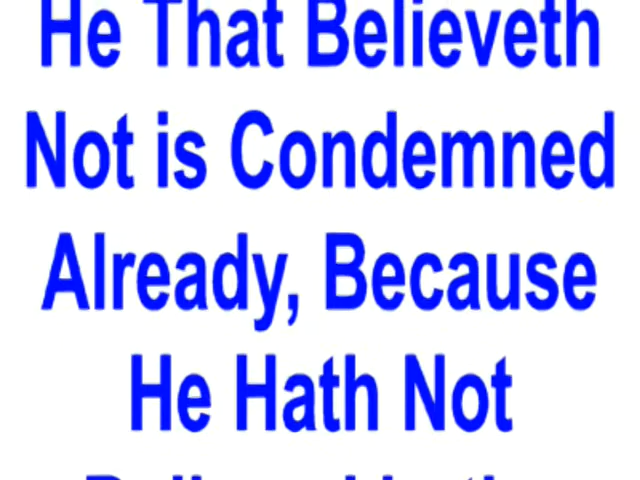 He That Believeth
Not is Condemned
Already, Because
He Hath Not